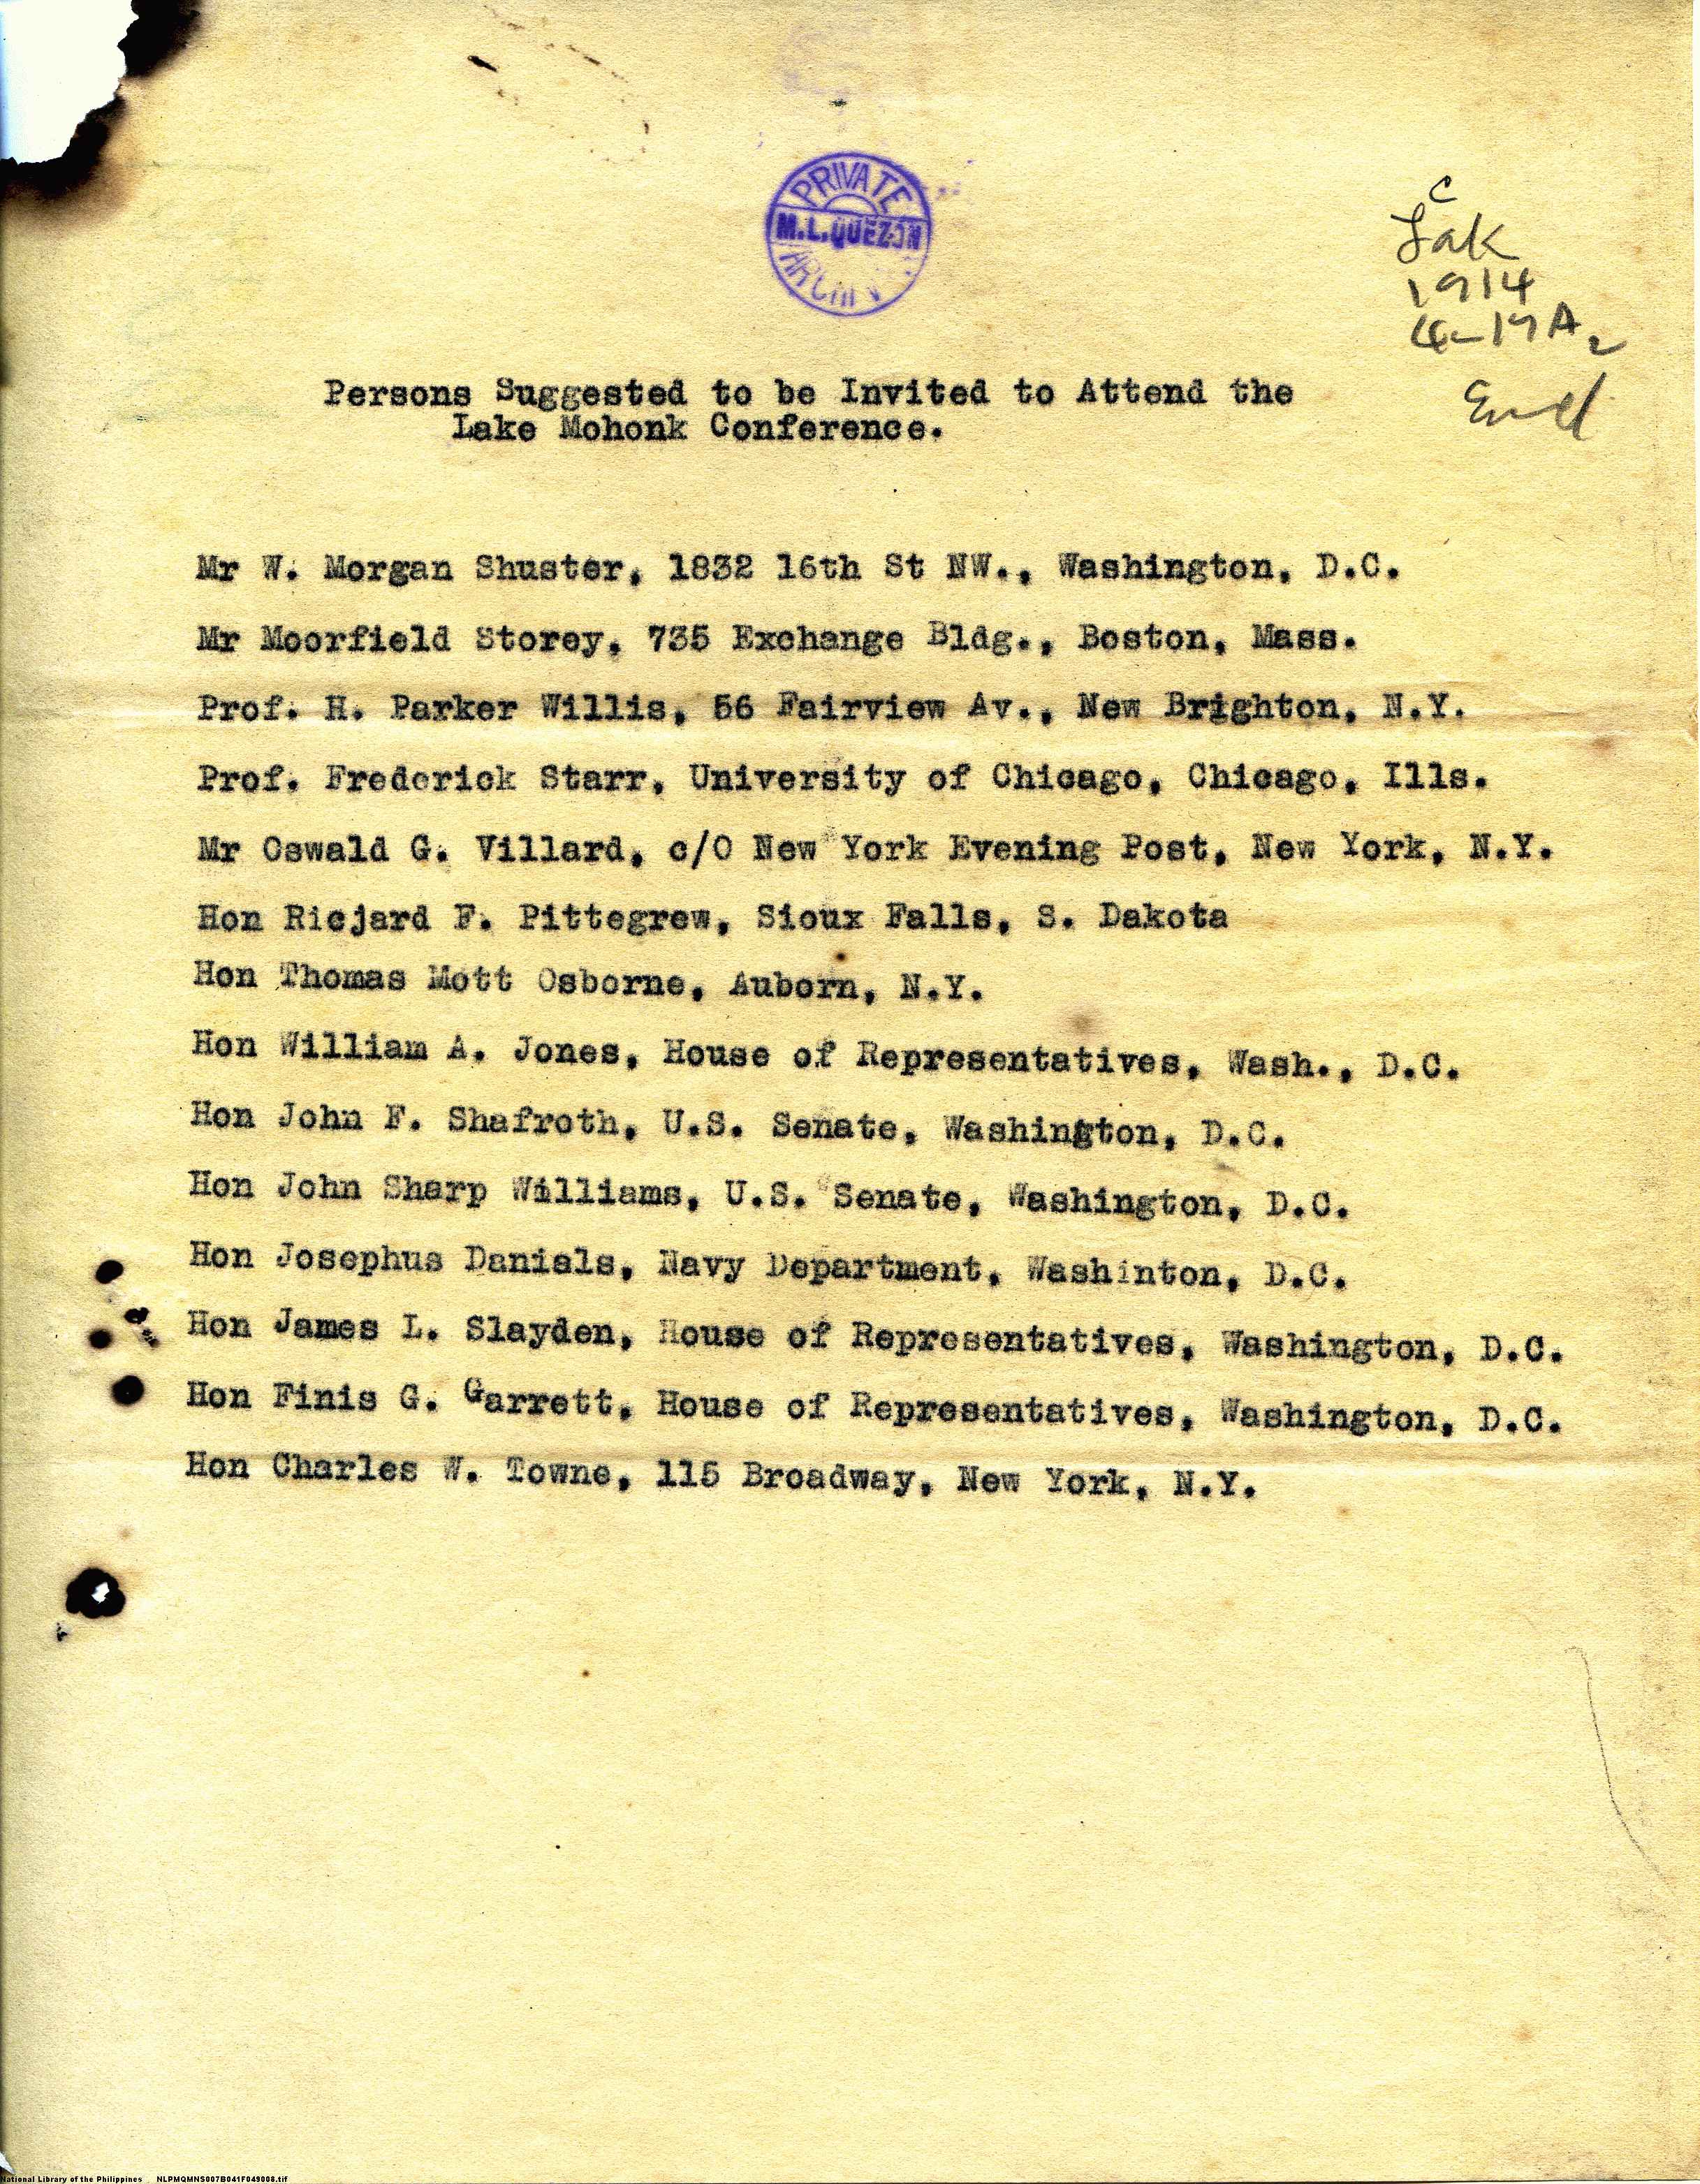 PRIVATE
M.L.QUEZON
C
Lak
1914
4-17A2
Encl
Persons Suggested to be Invited to Attend the
Lake Mohonk Conference.
Mr W. Morgan Shuster, 1832 16th St NW., Washington, D.C.
Mr Moorfield Storey, 735 Exchange Bldg., Boston, Mass.
Prof. H. Parker Willis, 56 Fairview Av., New Brighton, N.Y.
Prof. Frederick Starr, University of Chicago, Chicago, Ills.
Mr Oswald G. Villard, c/O New York Evening Post, New York, N.Y.
Hon Ricjard F. Pittegrew, Sioux Falls, S. Dakota
Hon Thomas Mott Osborne, Auborn, N.Y.
Hon William A. Jones, House of Representatives, Wash., D.C.
Hon John F. Shafroth, U.S. Senate, Washington, D.C.
Hon John Sharp Williams, U.S. Senate, Washington, D.C.
Hon Josephus Daniels, Navy Department, Washinton, D.C.
Hon James L. Slayden, House of Representatives, Washington, D.C.
Hon Finis G. Garrett, House of Representatives, Washington, D.C.
Hon Charles W. Towne, 115 Broadway, New York, N.Y.
National Library of the Philippines NLPMQMNS007B041F049008.tif